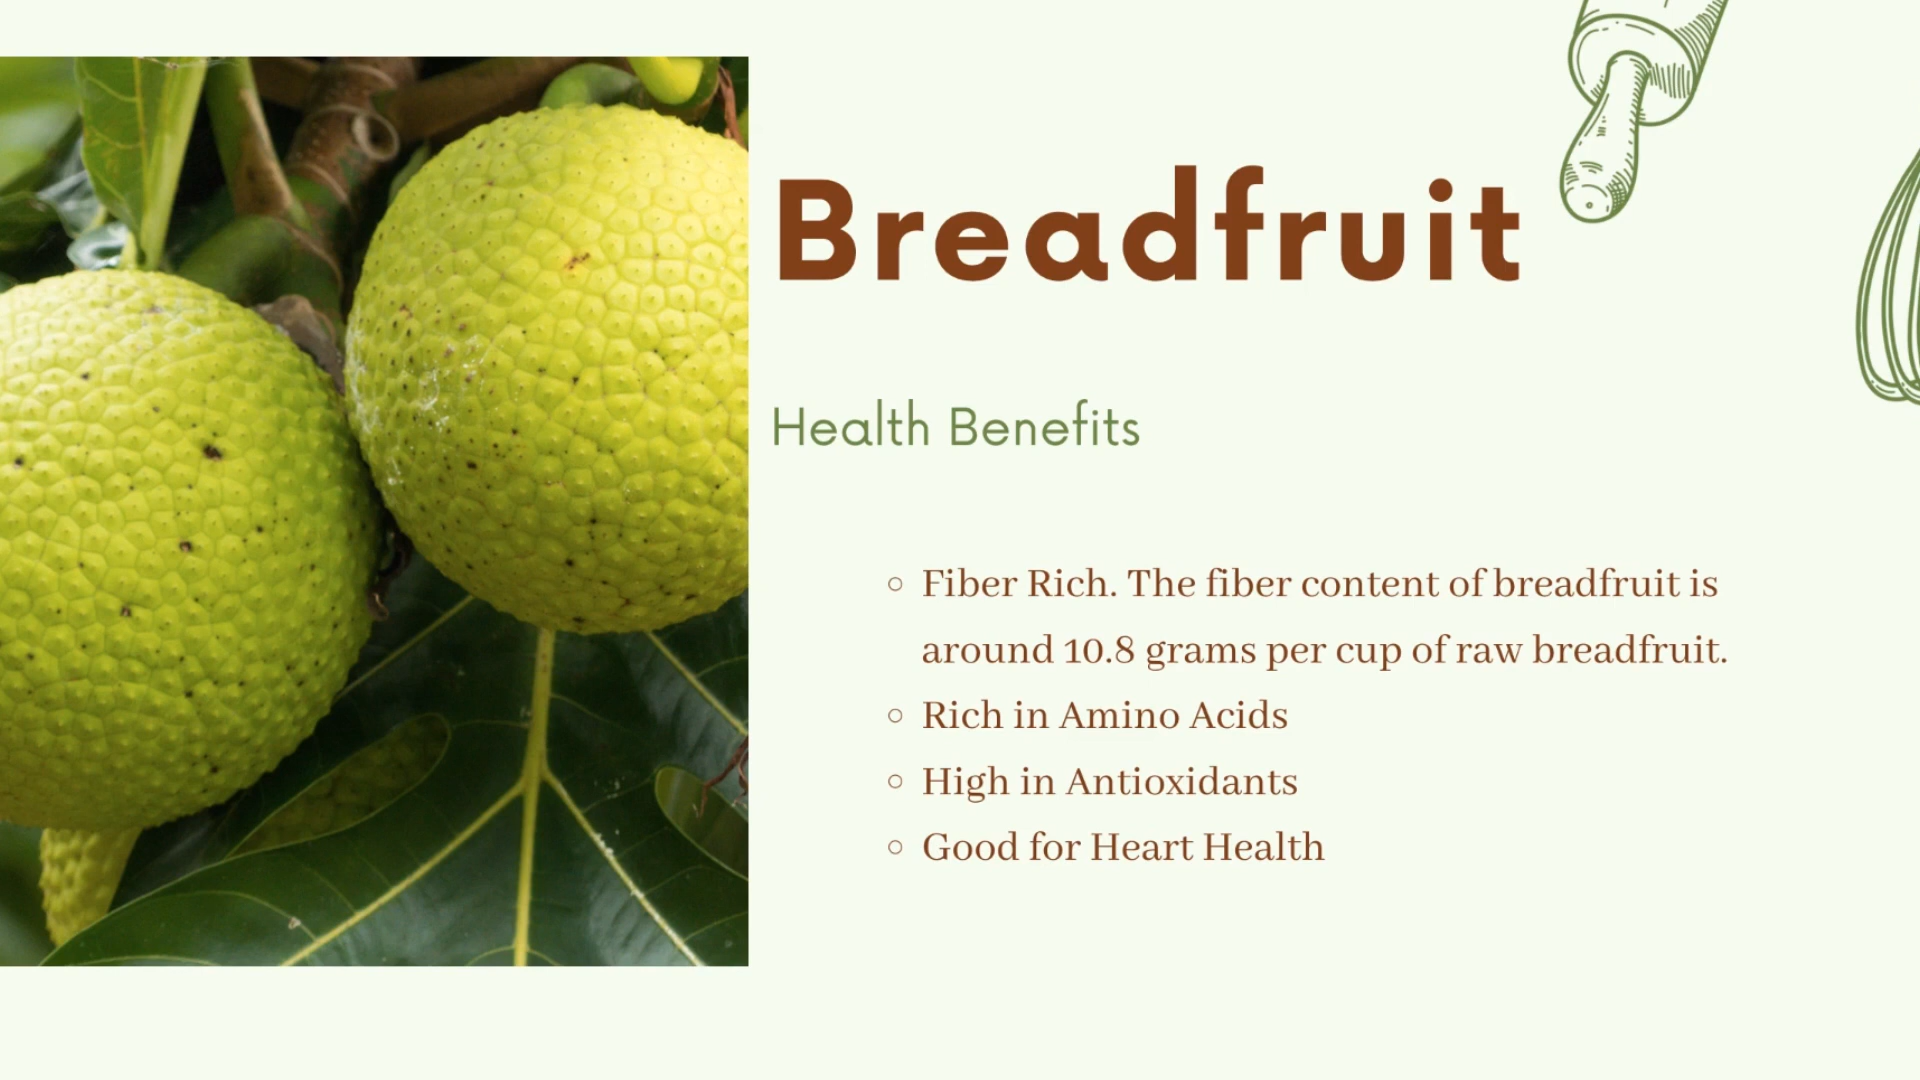 Breadfruit
Health Benefits
Fiber Rich. The fiber content of breadfruit is
around 10.8 grams per cup of raw breadfruit.
Rich in Amino Acids
High in Antioxidants
Good for Heart Health